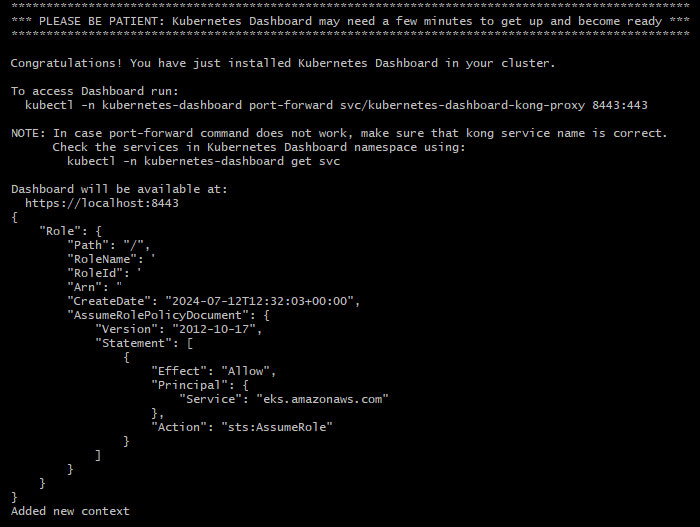 *************************************************************************************************
*** PLEASE BE PATIENT: Kubernetes Dashboard may need a few minutes to get up and become ready ***
*************************************************************************************************

Congratulations! You have just installed Kubernetes Dashboard in your cluster.

To access Dashboard run:
  kubectl -n kubernetes-dashboard port-forward svc/kubernetes-dashboard-kong-proxy 8443:443

NOTE: In case port-forward command does not work, make sure that kong service name is correct.
      Check the services in Kubernetes Dashboard namespace using:
        kubectl -n kubernetes-dashboard get svc

Dashboard will be available at:
  https://localhost:8443
{
    "Role": {
        "Path": "/",
        "RoleName": '
        "RoleId": '
        "Arn": "
        "CreateDate": "2024-07-12T12:32:03+00:00",
        "AssumeRolePolicyDocument": {
            "Version": "2012-10-17",
            "Statement": [
                {
                    "Effect": "Allow",
                    "Principal": {
                        "Service": "eks.amazonaws.com"
                    },
                    "Action": "sts:AssumeRole"
                }
            ]
        }
    }
}
Added new context